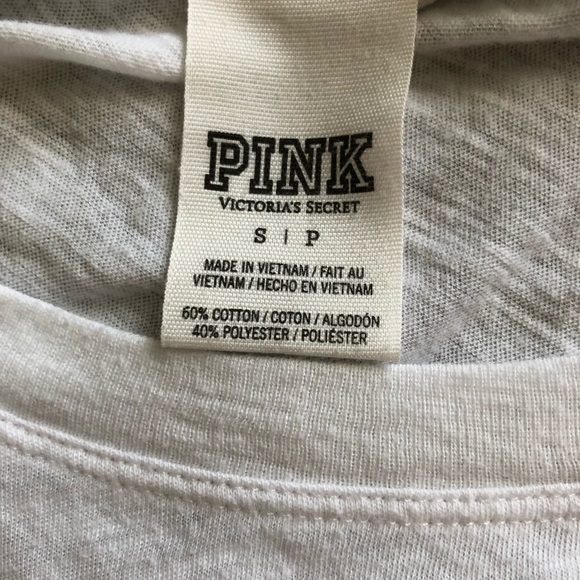 PINK
VICTORIA'S SECRET
S | P
MADE IN VIETNAM / FAIT AU
VIETNAM / HECHO EN VIETNAM
60% COTTON / COTON / ALGODÓN
40% POLYESTER / POLIÉSTER